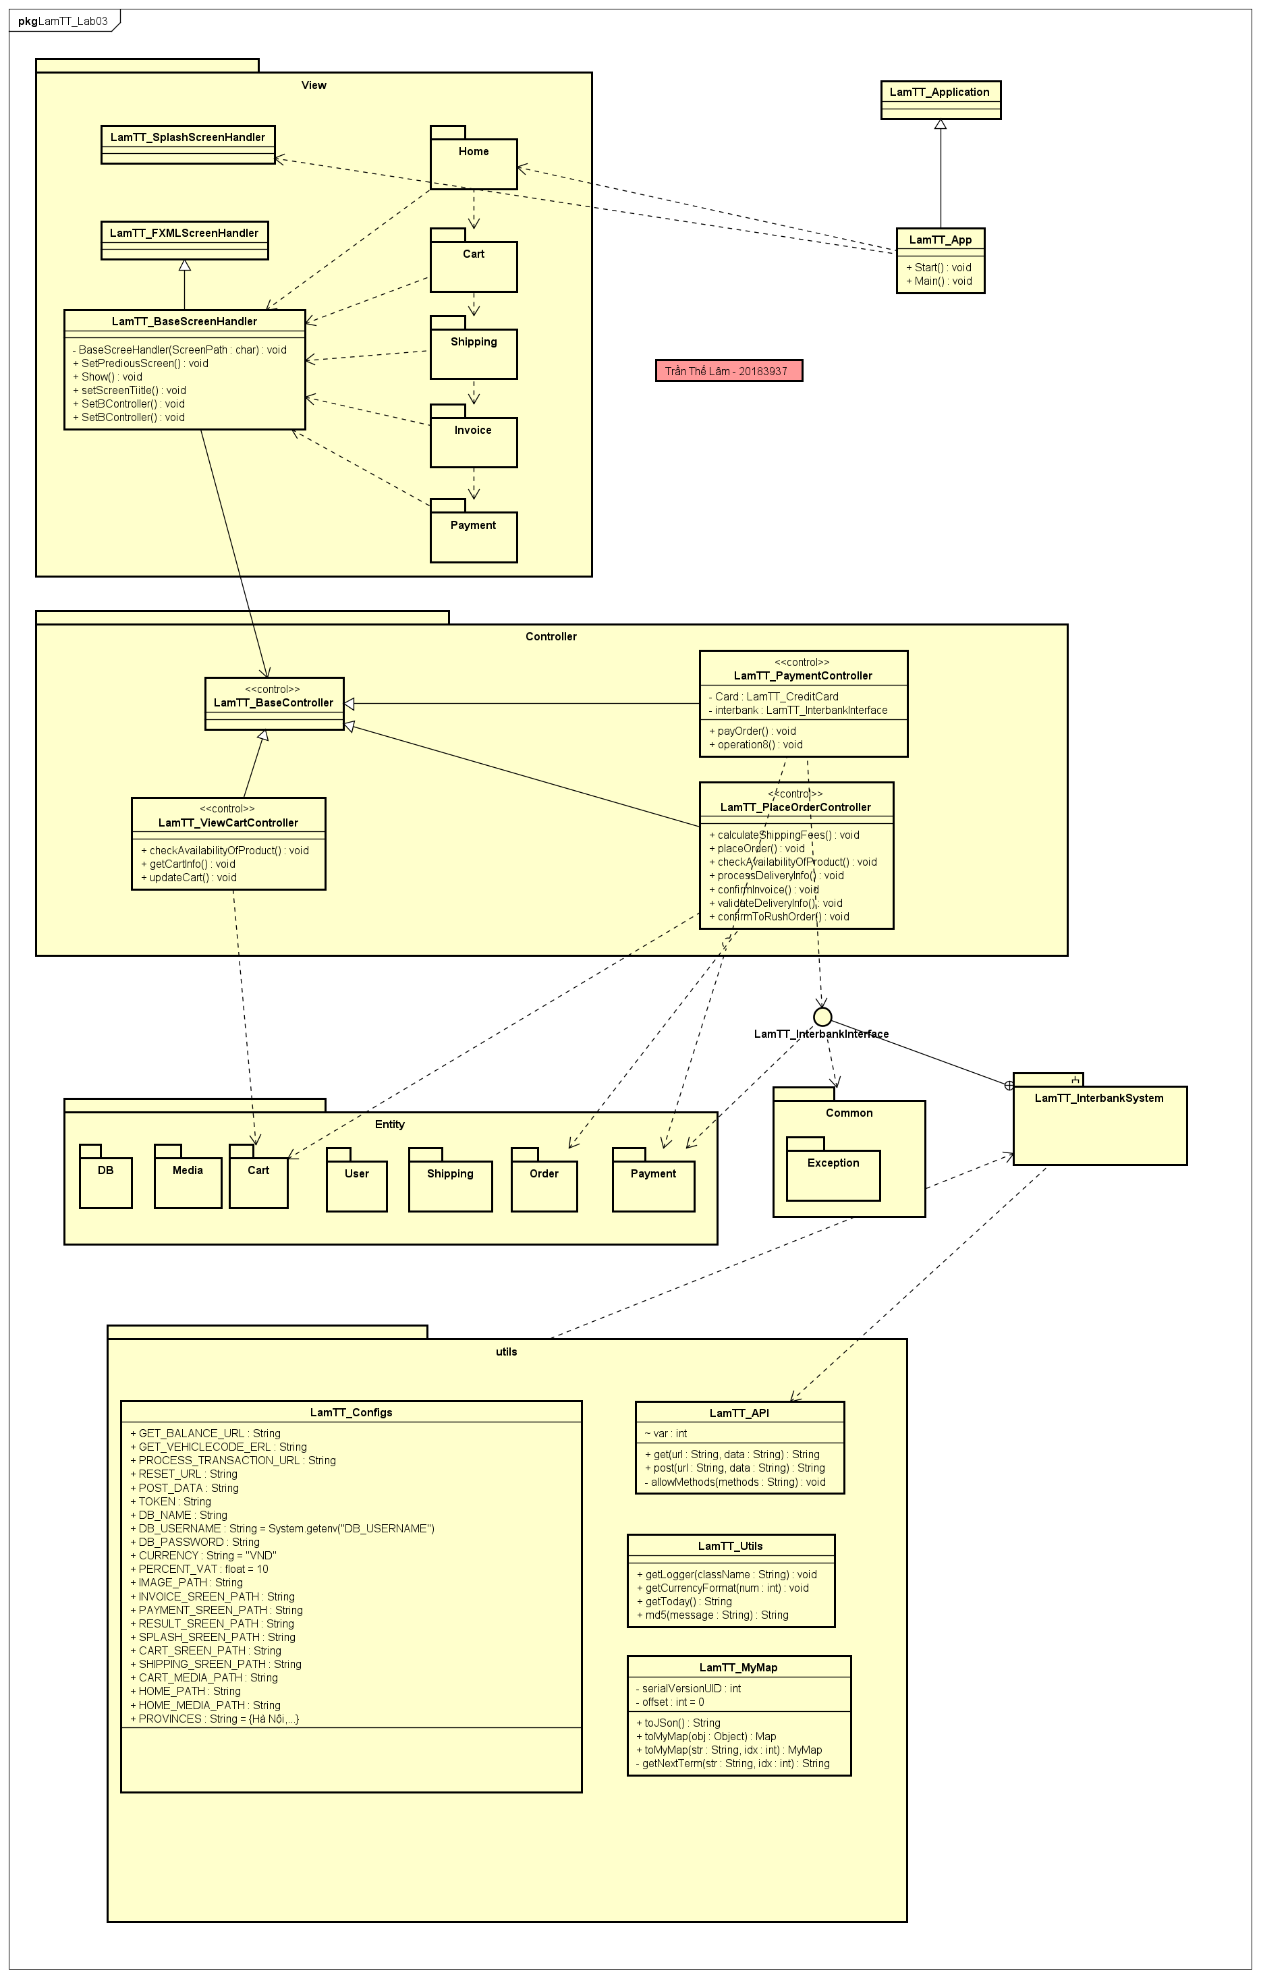 pkgLamTT_Lab03
View
LamTT_SplashScreenHandler
Home
LamTT_FXMLScreenHandler
Cart
LamTT_BaseScreenHandler
- BaseScreeHandler(ScreenPath : char) : void
+ SetPrediousScreen() : void
+ Show() : void
+ setScreenTiitle() : void
+ SetBController() : void
+ SetBController() : void
Shipping
Invoice
Payment
LamTT_Application
LamTT_App
+ Start() : void
+ Main() : void
Trần Thế Lâm - 20183937
Controller
<<control>>
LamTT_BaseController
<<control>>
LamTT_PaymentController
- Card : LamTT_CreditCard
- interbank : LamTT_InterbankInterface
+ payOrder() : void
+ operation8() : void
<<control>>
LamTT_ViewCartController
+ checkAvailabilityOfProduct() : void
+ getCartInfo() : void
+ updateCart() : void
<<control>>
LamTT_PlaceOrderController
+ calculateShippingFees() : void
+ placeOrder() : void
+ checkAvailabilityOfProduct() : void
+ processDeliveryInfo() : void
+ confirmInvoice() : void
+ validateDeliveryInfo() : void
+ confirmToRushOrder() : void
LamTT_InterbankInterface
LamTT_InterbankSystem
Common
Exception
Entity
DB
Media
Cart
User
Shipping
Order
Payment
utils
LamTT_Configs
+ GET_BALANCE_URL : String
+ GET_VEHICLECODE_ERL : String
+ PROCESS_TRANSACTION_URL : String
+ RESET_URL : String
+ POST_DATA : String
+ TOKEN : String
+ DB_NAME : String
+ DB_USERNAME : String = System.getenv("DB_USERNAME")
+ DB_PASSWORD : String
+ CURRENCY : String = "VND"
+ PERCENT_VAT : float = 10
+ IMAGE_PATH : String
+ INVOICE_SREEN_PATH : String
+ PAYMENT_SREEN_PATH : String
+ RESULT_SREEN_PATH : String
+ SPLASH_SREEN_PATH : String
+ CART_SREEN_PATH : String
+ SHIPPING_SREEN_PATH : String
+ CART_MEDIA_PATH : String
+ HOME_PATH : String
+ HOME_MEDIA_PATH : String
+ PROVINCES : String = {Hà Nội,...}
LamTT_API
~ var : int
+ get(url : String, data : String) : String
+ post(url : String, data : String) : String
- allowMethods(methods : String) : void
LamTT_Utils
+ getLogger(className : String) : void
+ getCurrencyFormat(num : int) : void
+ getToday() : String
+ md5(message : String) : String
LamTT_MyMap
- serialVersionUID : int
- offset : int = 0
+ toJSon() : String
+ toMyMap(obj : Object) : Map
+ toMyMap(str : String, idx : int) : MyMap
- getNextTerm(str : String, idx : int) : String